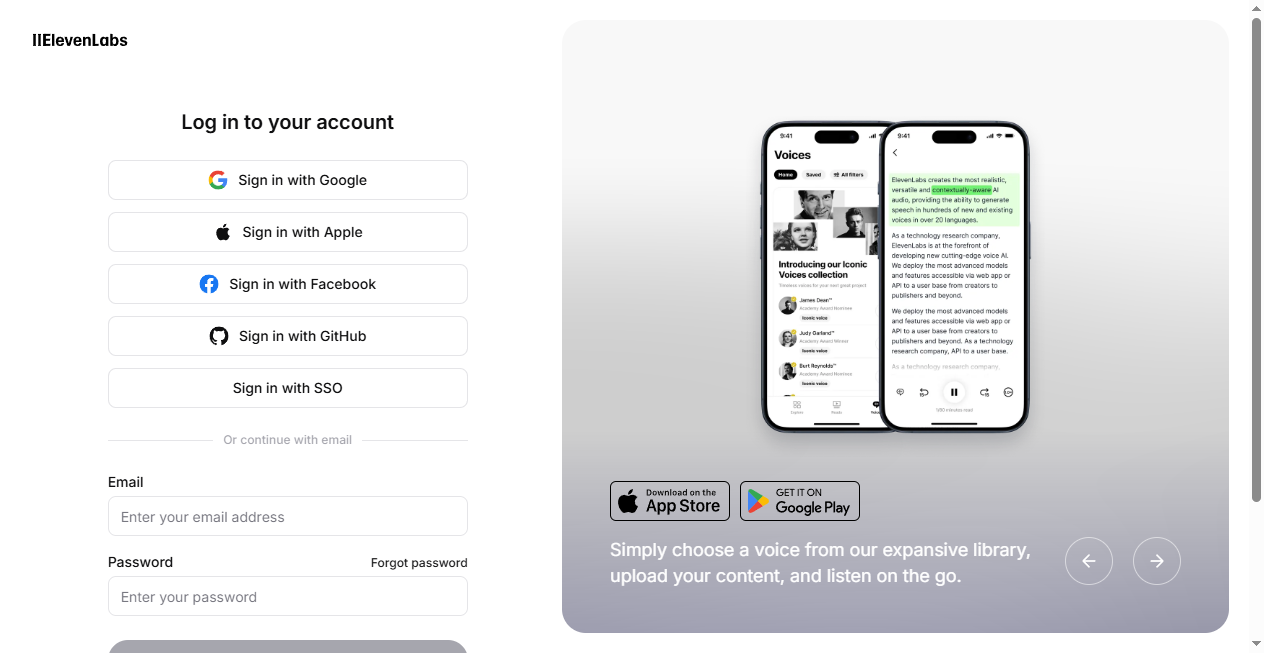 IIElevenLabs
Log in to your account
Sign in with Google
Sign in with Apple
Sign in with Facebook
Sign in with GitHub
Sign in with SSO
Or continue with email
Email
Enter your email address
Password
Forgot password
Enter your password
9:41
Voices
Home
Saved
All filters
Introducing our Iconic
Voices collection
Timeless voices for your next great project
James Dean™
Academy Award Nominee
Iconic voice
Judy Garland™
Academy Award Winner
Iconic voice
Burt Reynolds™
Academy Award Nominee
Iconic voice
Explore
Reads
9:41
ElevenLabs creates the most realistic,
versatile and contextually-aware AI
audio, providing the ability to generate
speech in hundreds of new and existing
voices in over 20 languages.
As a technology research company,
ElevenLabs is at the forefront of
developing new cutting-edge voice AI.
We deploy the most advanced models
and features accessible via web app or
API to a user base from creators to
publishers and beyond.
We deploy the most advanced models
and features accessible via web app or
API to a user base from creators to
publishers and beyond. As a technology
research company, API to a user base.
As a technology research company,
Download on the
App Store
GET IT ON
Google Play
Simply choose a voice from our expansive library,
upload your content, and listen on the go.